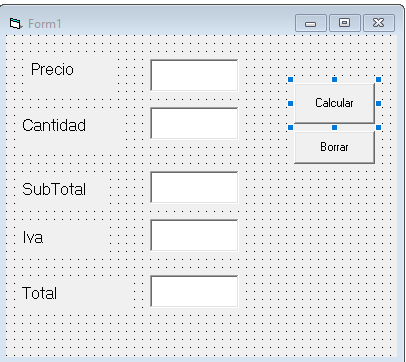 Form1
Precio
Calcular
Cantidad
Borrar
SubTotal
Iva
Total